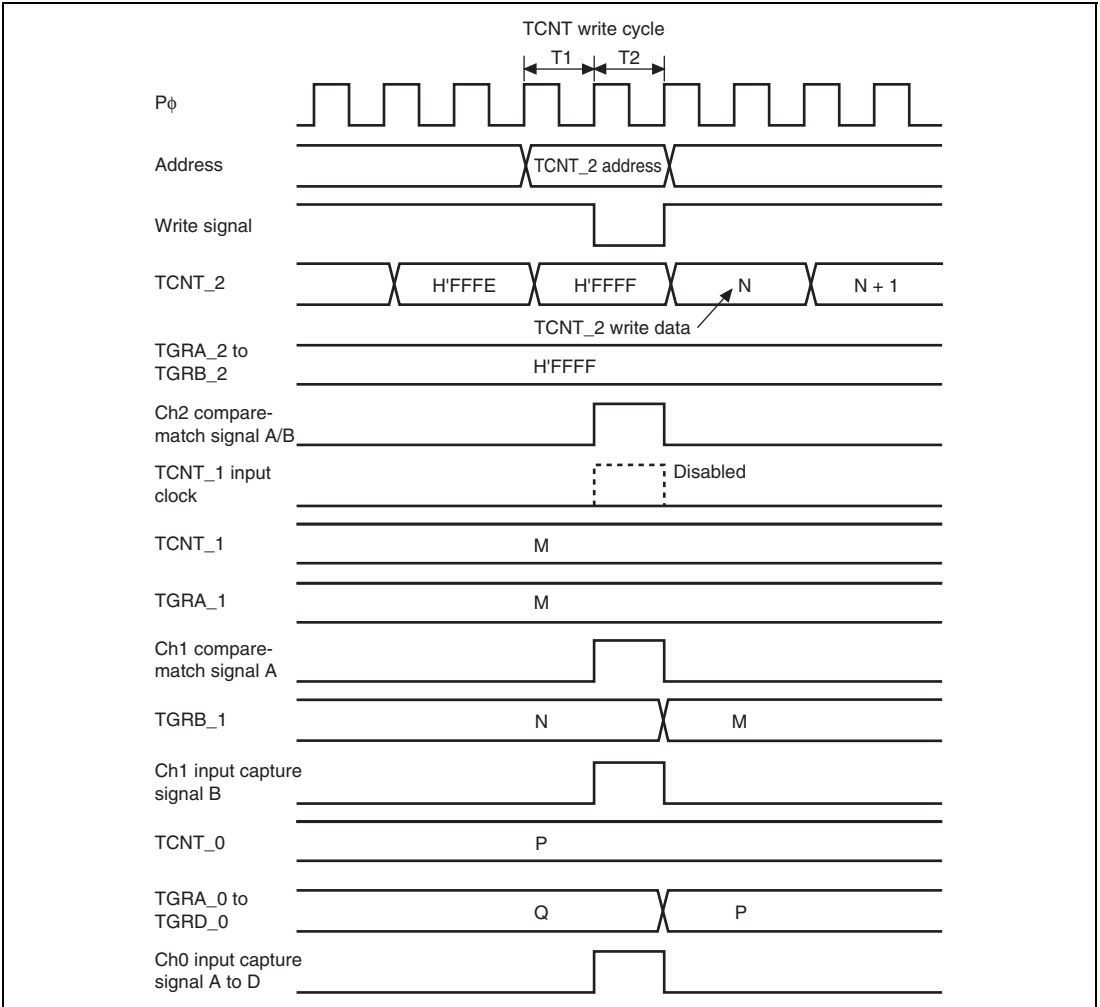 TCNT write cycle
T1 T2
Pϕ
Address
TCNT_2 address
Write signal
TCNT_2
H'FFFE H'FFFF N N + 1
TCNT_2 write data
TGRA_2 to
TGRB_2
H'FFFF
Ch2 compare-
match signal A/B
TCNT_1 input
clock
Disabled
TCNT_1
M
TGRA_1
M
Ch1 compare-
match signal A
TGRB_1
N M
Ch1 input capture
signal B
TCNT_0
P
TGRA_0 to
TGRD_0
Q P
Ch0 input capture
signal A to D